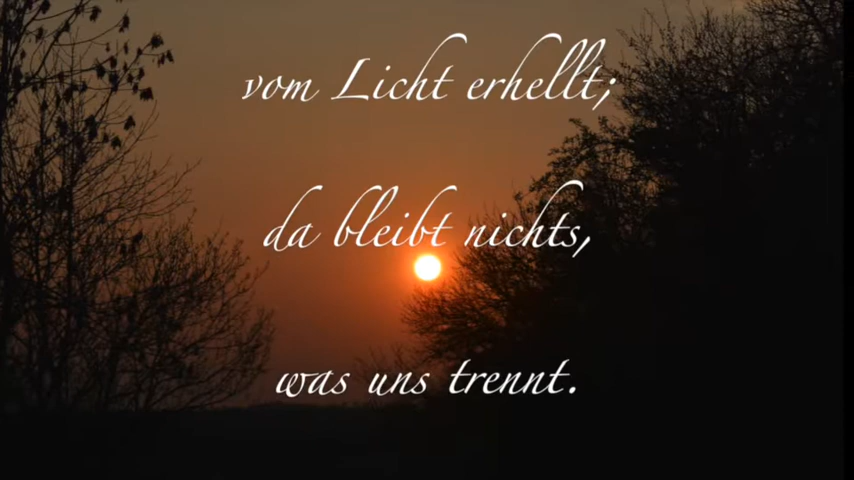 vom Licht erhellt;
da bleibt nichts,
was uns trennt.